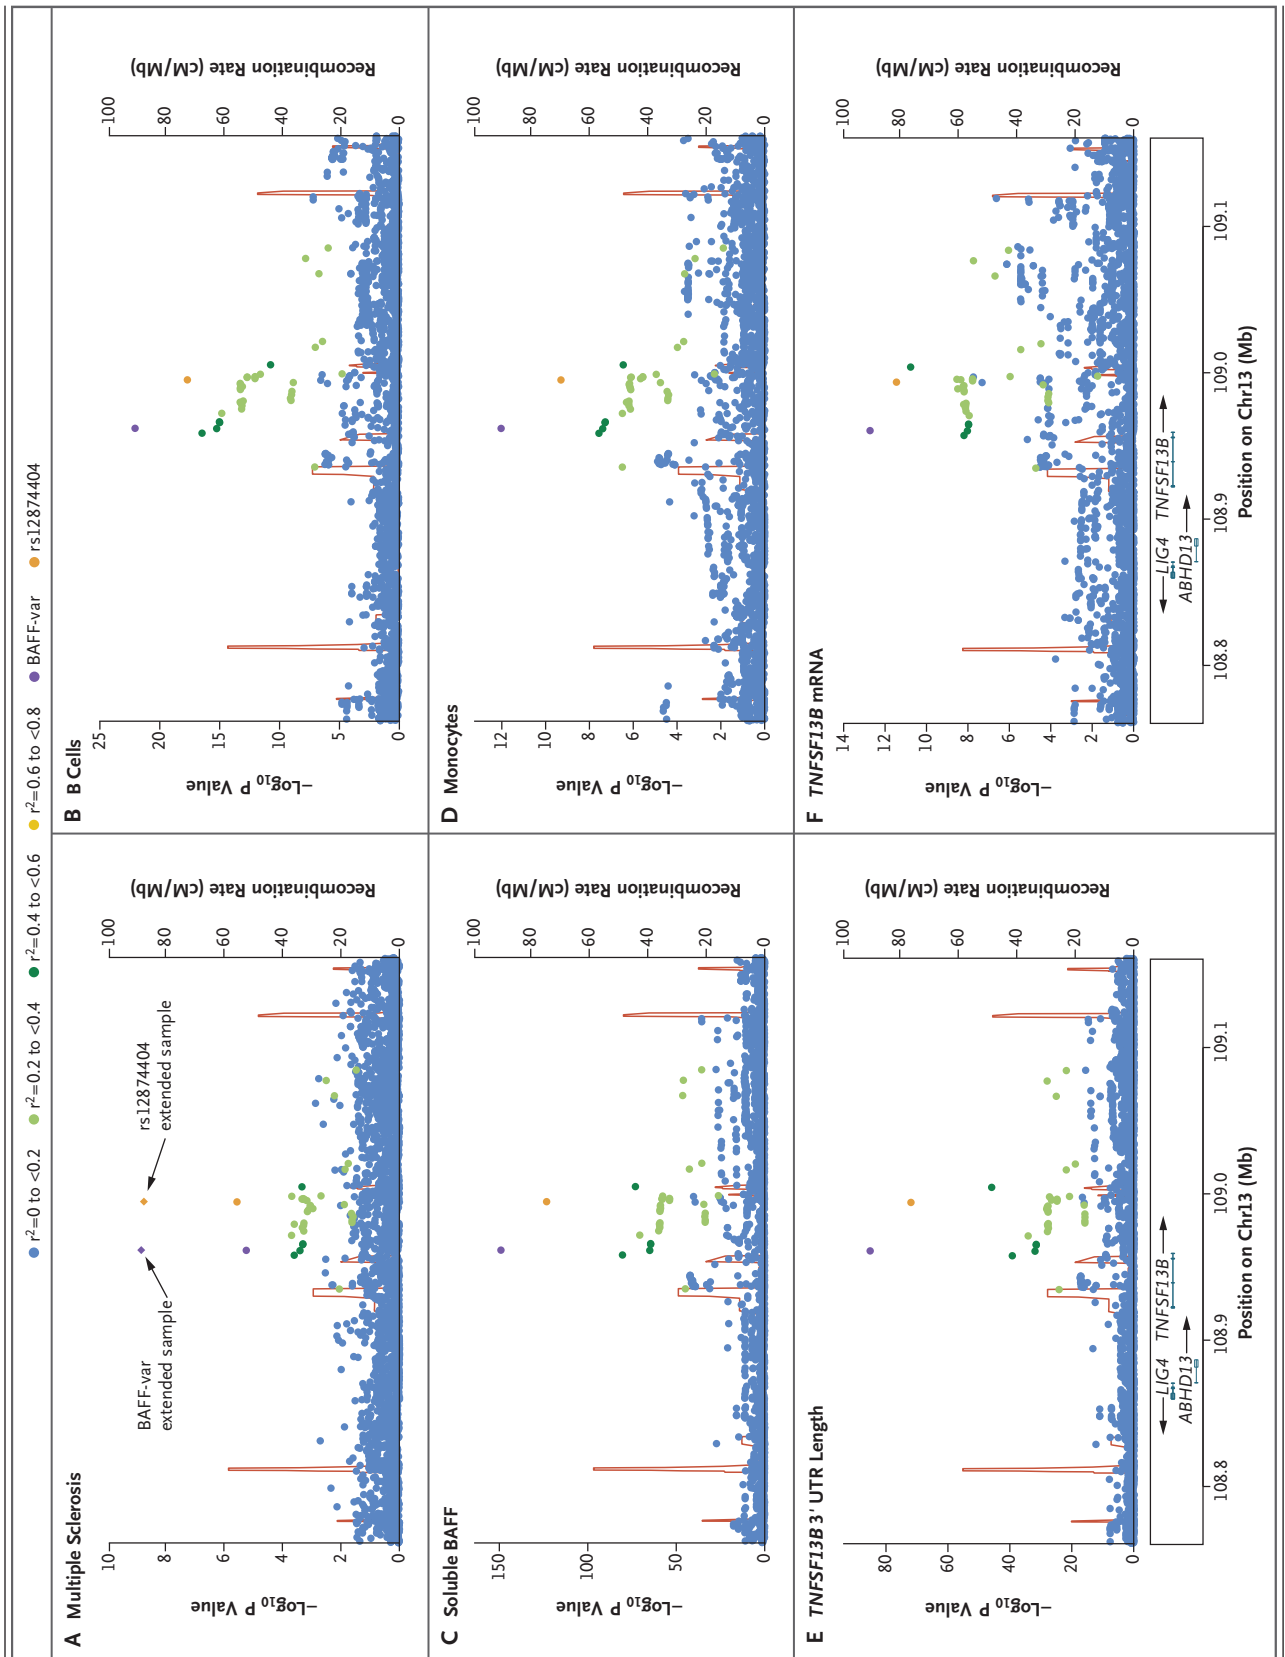 r²=0 to <0.2 r²=0.2 to <0.4 r²=0.4 to <0.6 r²=0.6 to <0.8 BAFF-var rs12874404
A Multiple Sclerosis
−Log₁₀ P Value
10
8
6
4
2
0
Recombination Rate (cM/Mb)
100
80
60
40
20
0
BAFF-var
extended sample
rs12874404
extended sample
B B Cells
−Log₁₀ P Value
25
20
15
10
5
0
Recombination Rate (cM/Mb)
100
80
60
40
20
0
C Soluble BAFF
−Log₁₀ P Value
150
100
50
0
Recombination Rate (cM/Mb)
100
80
60
40
20
0
D Monocytes
−Log₁₀ P Value
12
10
8
6
4
2
0
Recombination Rate (cM/Mb)
100
80
60
40
20
0
E TNFSF13B 3' UTR Length
−Log₁₀ P Value
80
60
40
20
0
Recombination Rate (cM/Mb)
100
80
60
40
20
0
LIG4 TNFSF13B
ABHD13
108.8 108.9 109.0 109.1
Position on Chr13 (Mb)
F TNFSF13B mRNA
−Log₁₀ P Value
14
12
10
8
6
4
2
0
Recombination Rate (cM/Mb)
100
80
60
40
20
0
LIG4 TNFSF13B
ABHD13
108.8 108.9 109.0 109.1
Position on Chr13 (Mb)